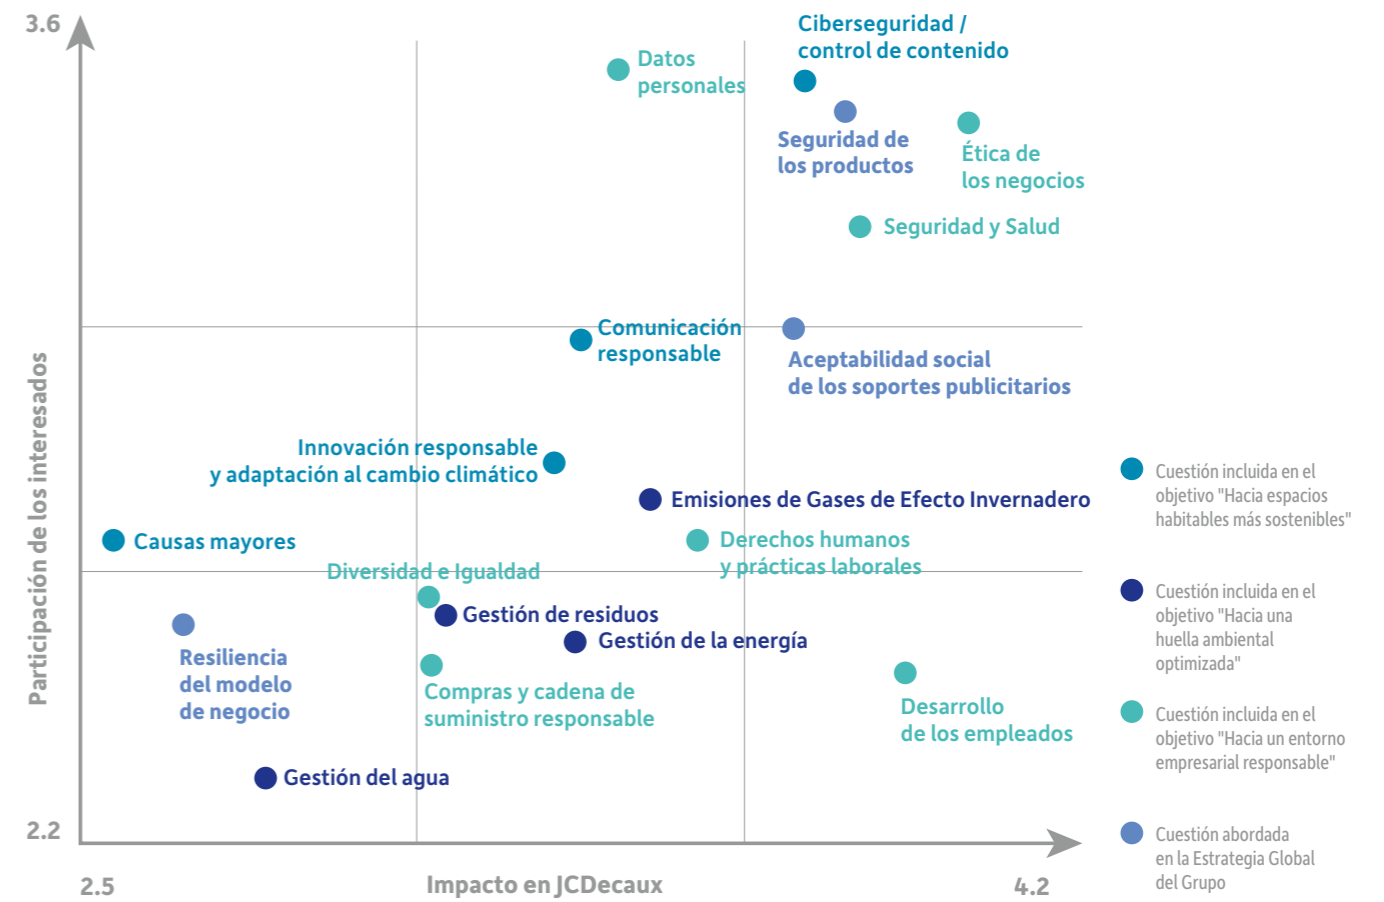 3.6
Ciberseguridad /
control de contenido
Datos
personales
Seguridad de
los productos
Ética de
los negocios
Seguridad y Salud
Comunicación
responsable
Aceptabilidad social
de los soportes publicitarios
Innovación responsable
y adaptación al cambio climático
Emisiones de Gases de Efecto Invernadero
Causas mayores
Derechos humanos
y prácticas laborales
Diversidad e Igualdad
Gestión de residuos
Gestión de la energía
Resiliencia
del modelo
de negocio
Compras y cadena de
suministro responsable
Desarrollo
de los empleados
Gestión del agua
Participación de los interesados
2.2
2.5
Impacto en JCDecaux
4.2
Cuestión incluida en el
objetivo "Hacia espacios
habitables más sostenibles"
Cuestión incluida en el
objetivo "Hacia una
huella ambiental
optimizada"
Cuestión incluida en el
objetivo "Hacia un entorno
empresarial responsable"
Cuestión abordada
en la Estrategia Global
del Grupo